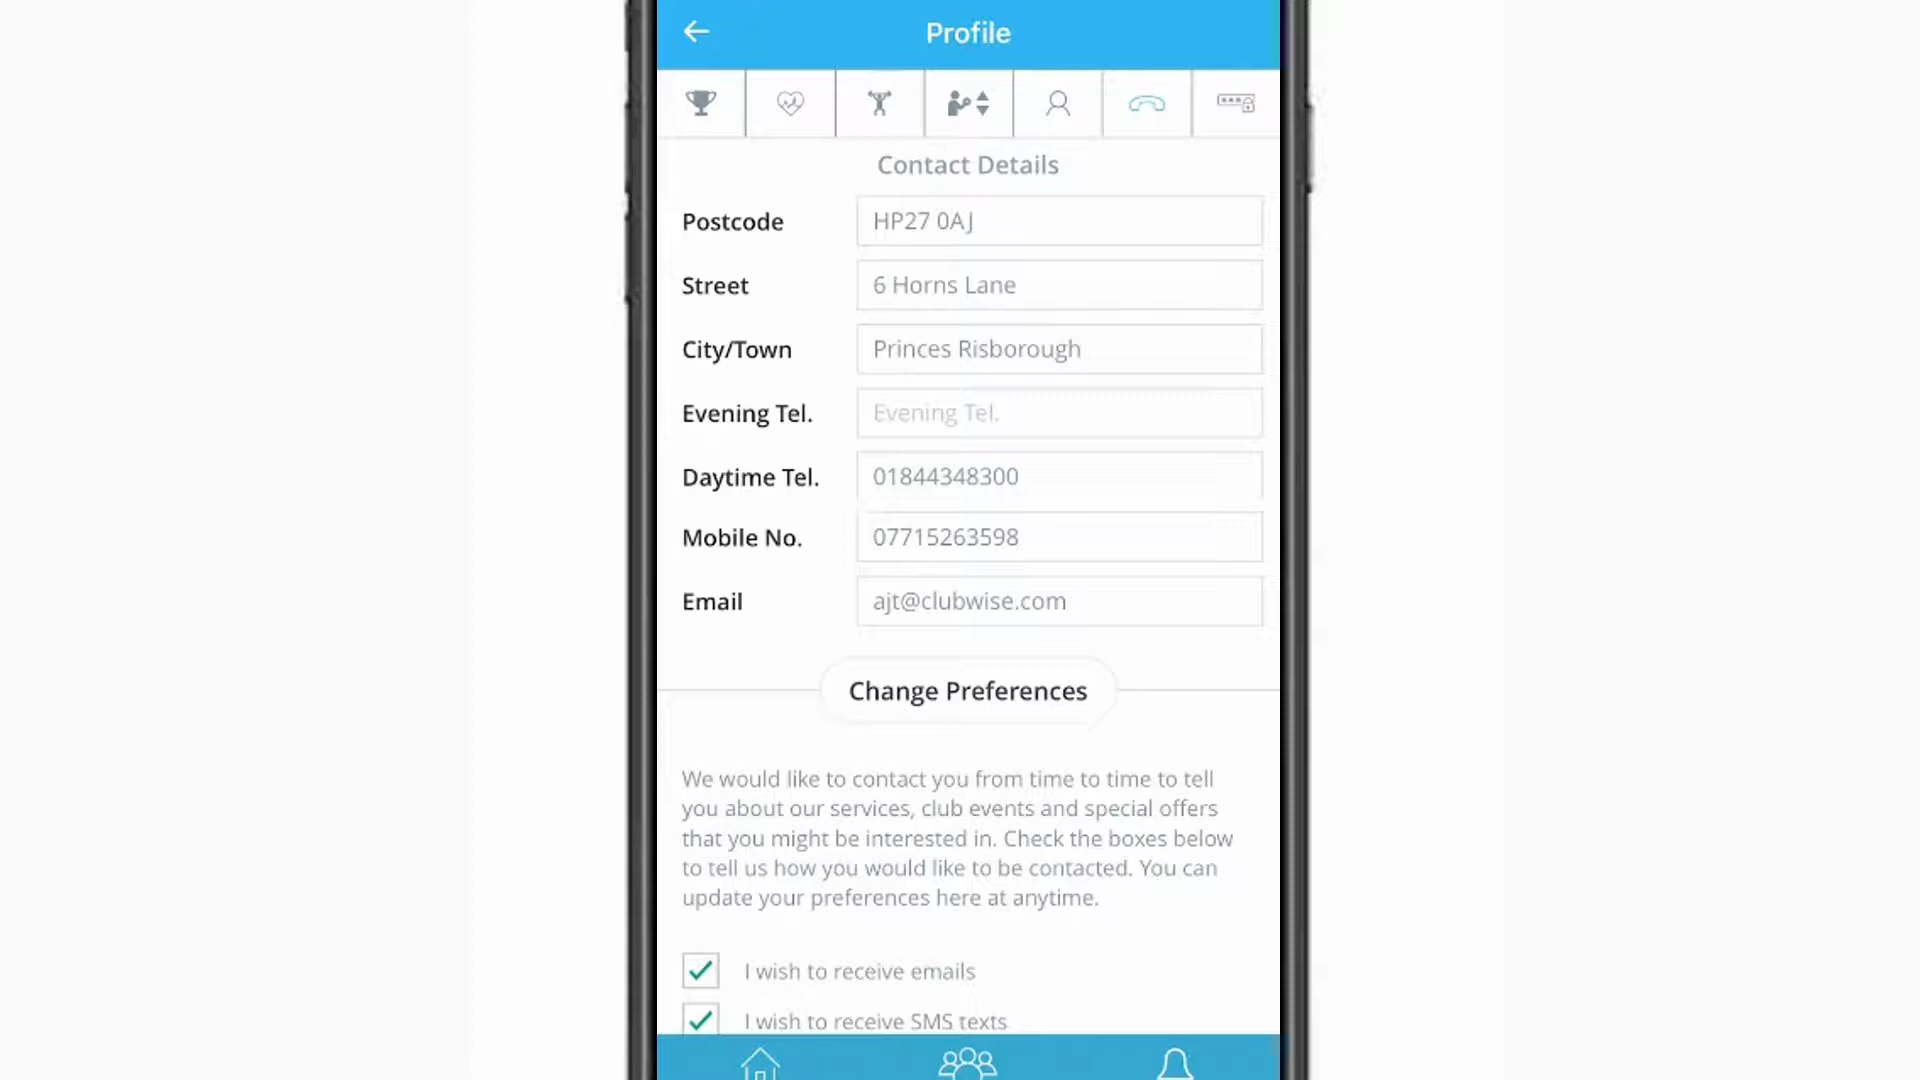 Profile
Contact Details
Postcode HP27 0AJ
Street 6 Horns Lane
City/Town Princes Risborough
Evening Tel. Evening Tel.
Daytime Tel. 01844348300
Mobile No. 07715263598
Email ajt@clubwise.com
Change Preferences
We would like to contact you from time to time to tell
you about our services, club events and special offers
that you might be interested in. Check the boxes below
to tell us how you would like to be contacted. You can
update your preferences here at anytime.
I wish to receive emails
I wish to receive SMS texts